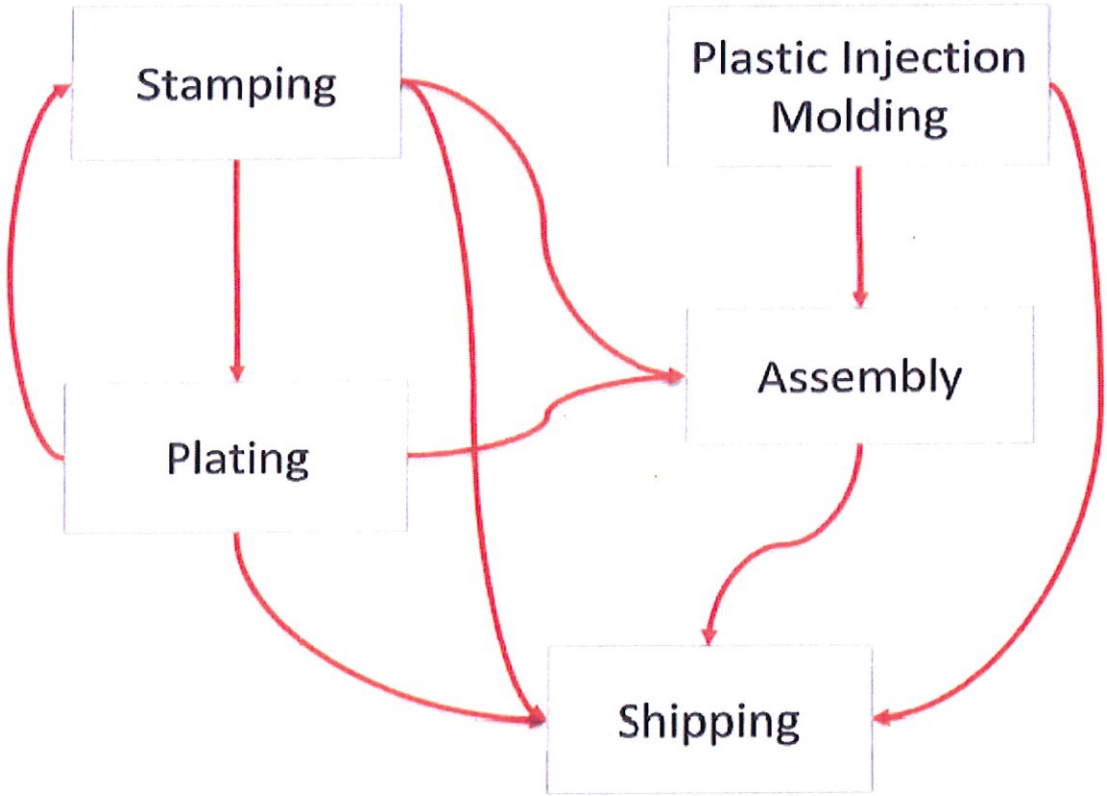 Stamping
Plastic Injection
Molding
Assembly
Plating
Shipping